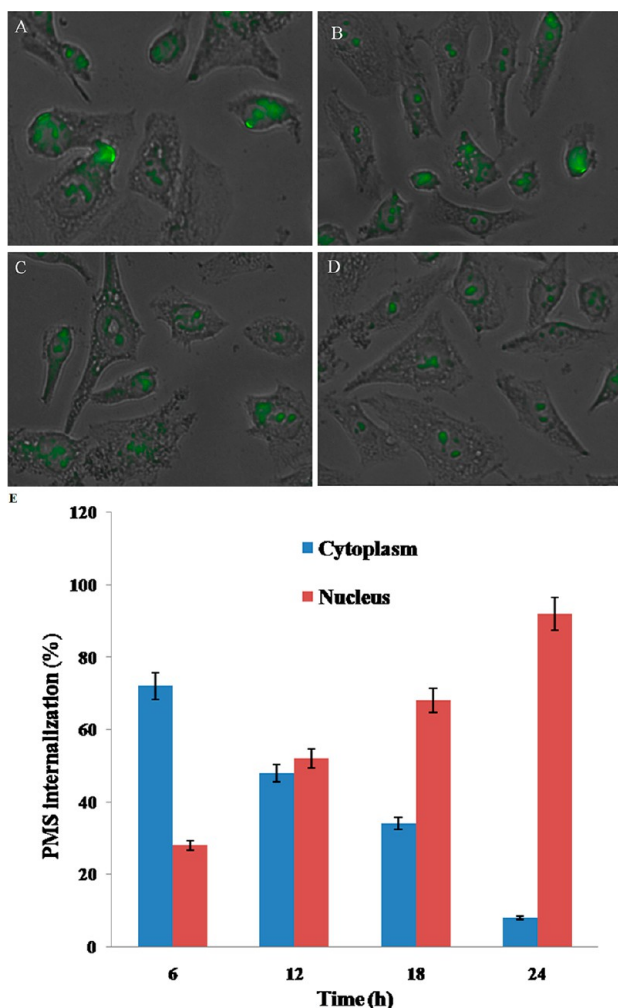 A
B
C
D
E
120
100
80
60
40
20
0
PMS internalization (%)
Cytoplasm
Nucleus
6 12 18 24
Time (h)